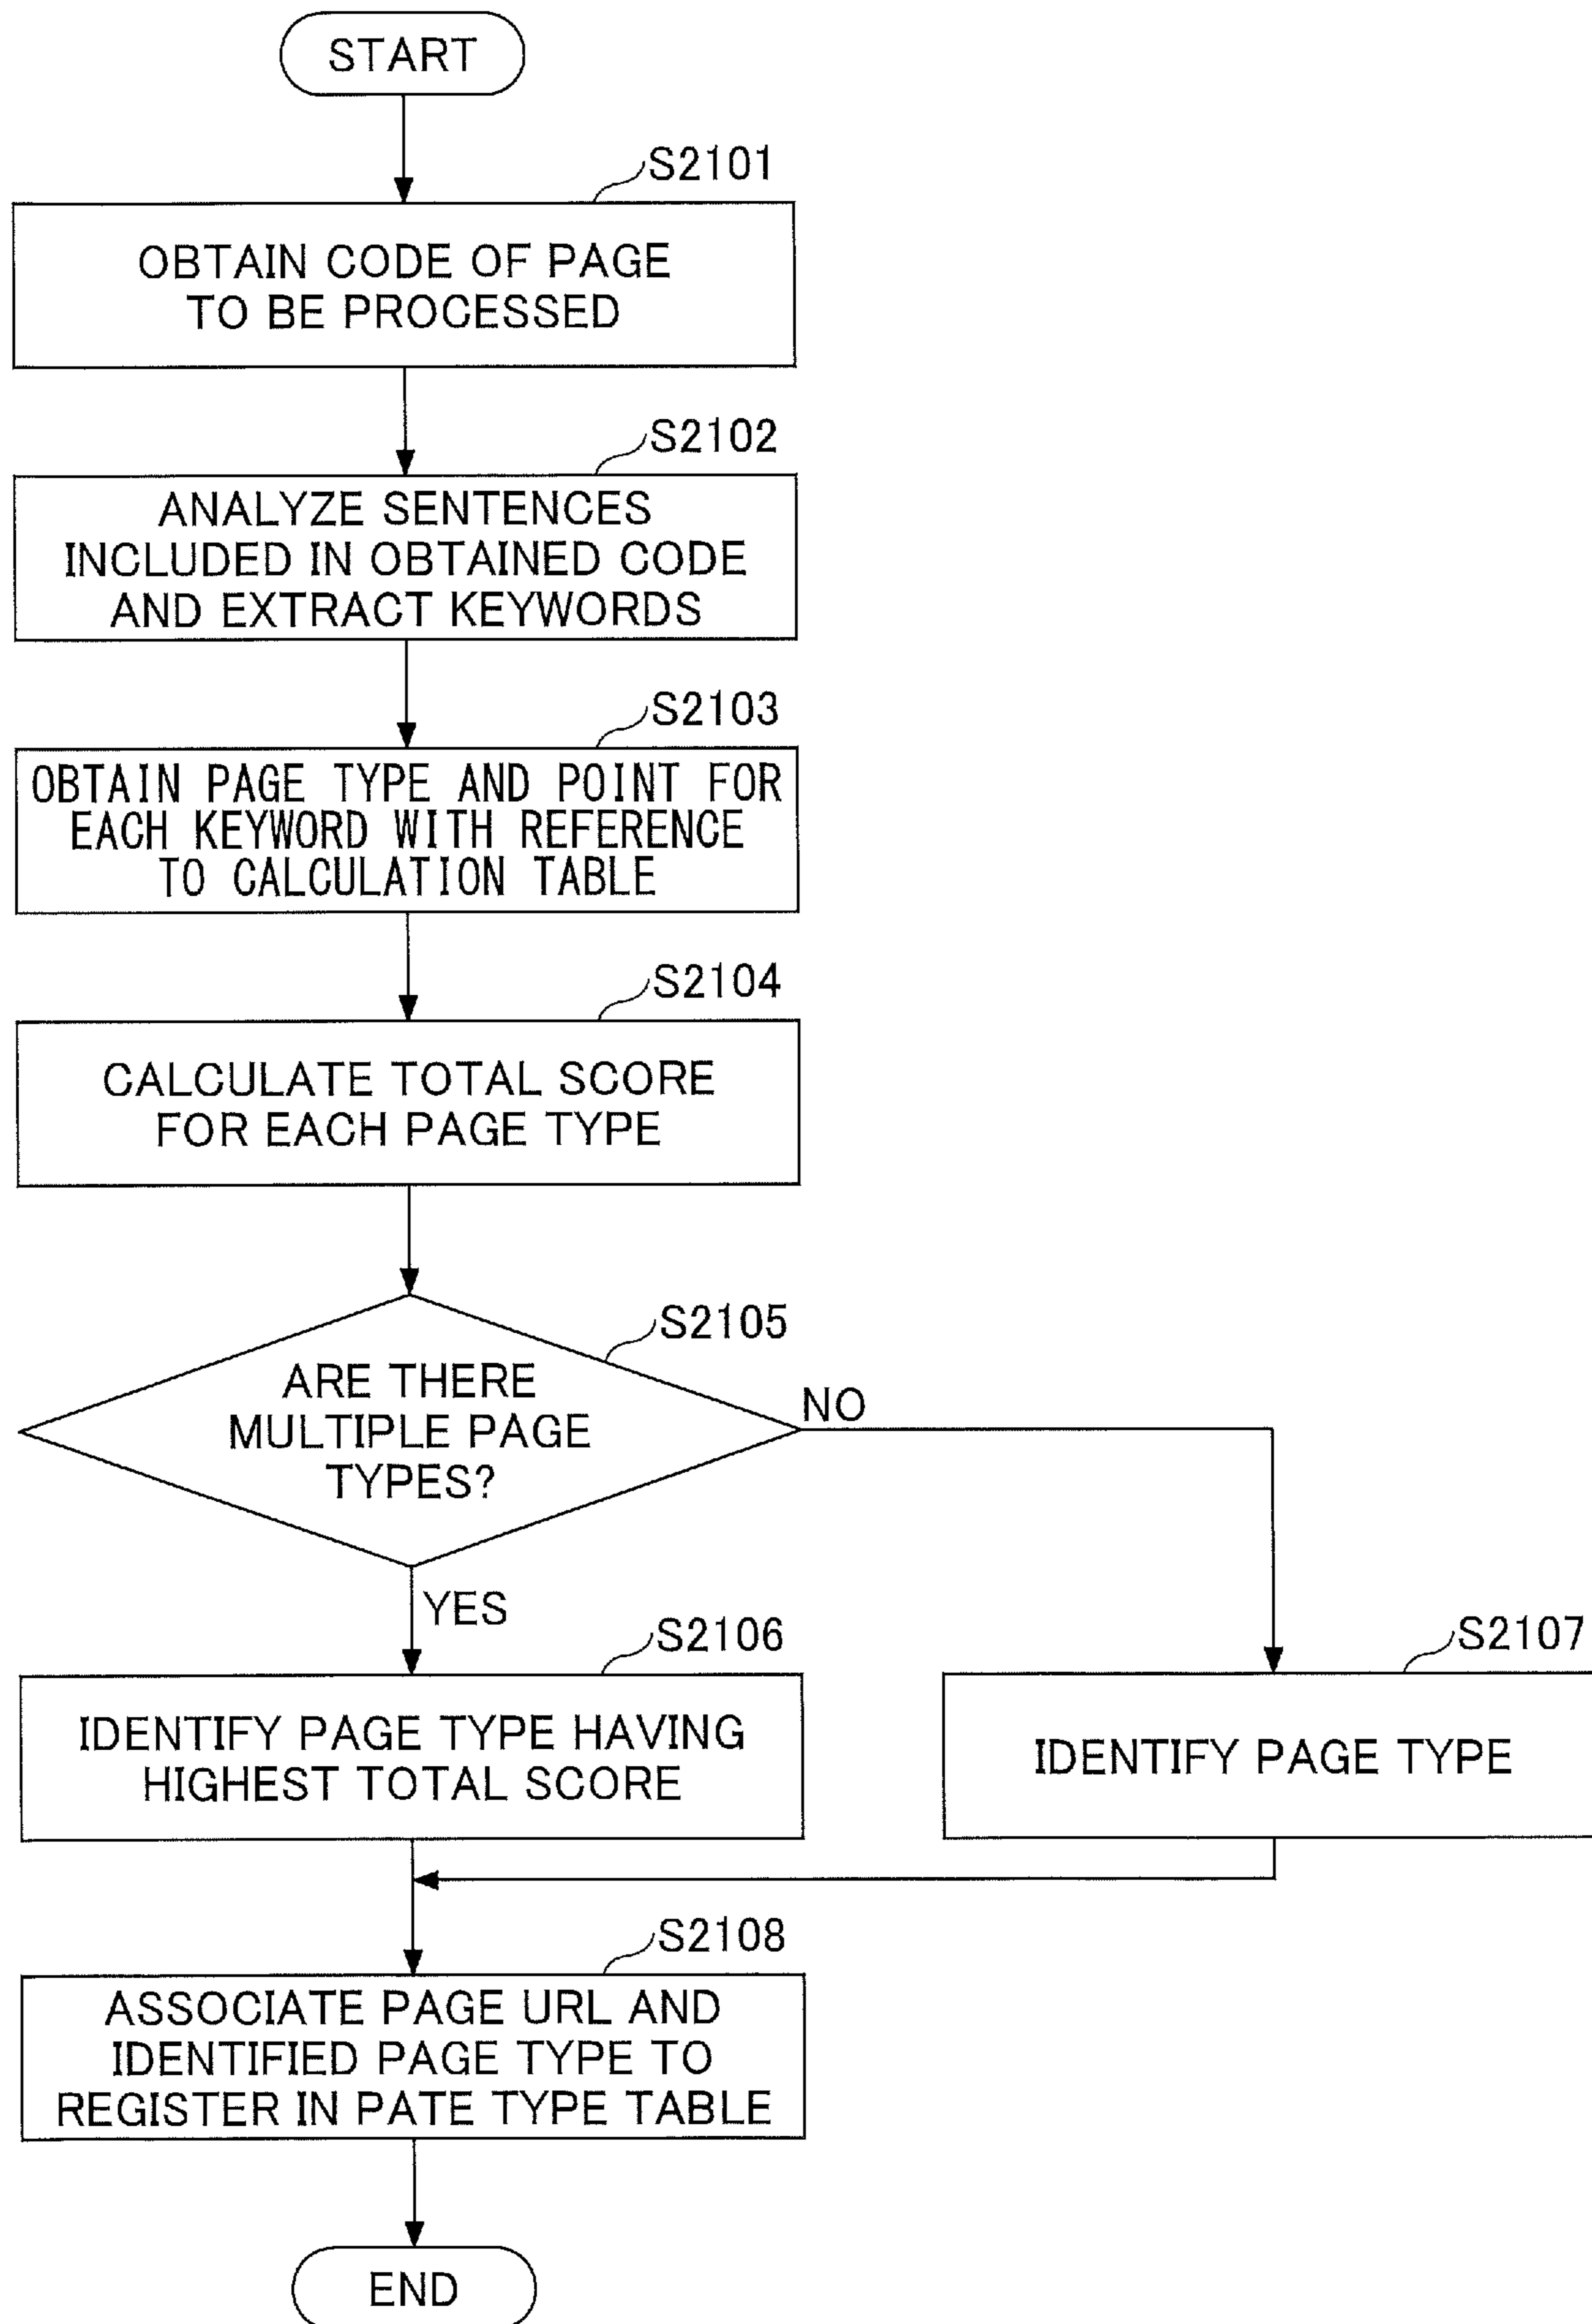 START
S2101
OBTAIN CODE OF PAGE
TO BE PROCESSED
S2102
ANALYZE SENTENCES
INCLUDED IN OBTAINED CODE
AND EXTRACT KEYWORDS
S2103
OBTAIN PAGE TYPE AND POINT FOR
EACH KEYWORD WITH REFERENCE
TO CALCULATION TABLE
S2104
CALCULATE TOTAL SCORE
FOR EACH PAGE TYPE
S2105
ARE THERE
MULTIPLE PAGE
TYPES?
NO
YES
S2106
IDENTIFY PAGE TYPE HAVING
HIGHEST TOTAL SCORE
S2107
IDENTIFY PAGE TYPE
S2108
ASSOCIATE PAGE URL AND
IDENTIFIED PAGE TYPE TO
REGISTER IN PATE TYPE TABLE
END